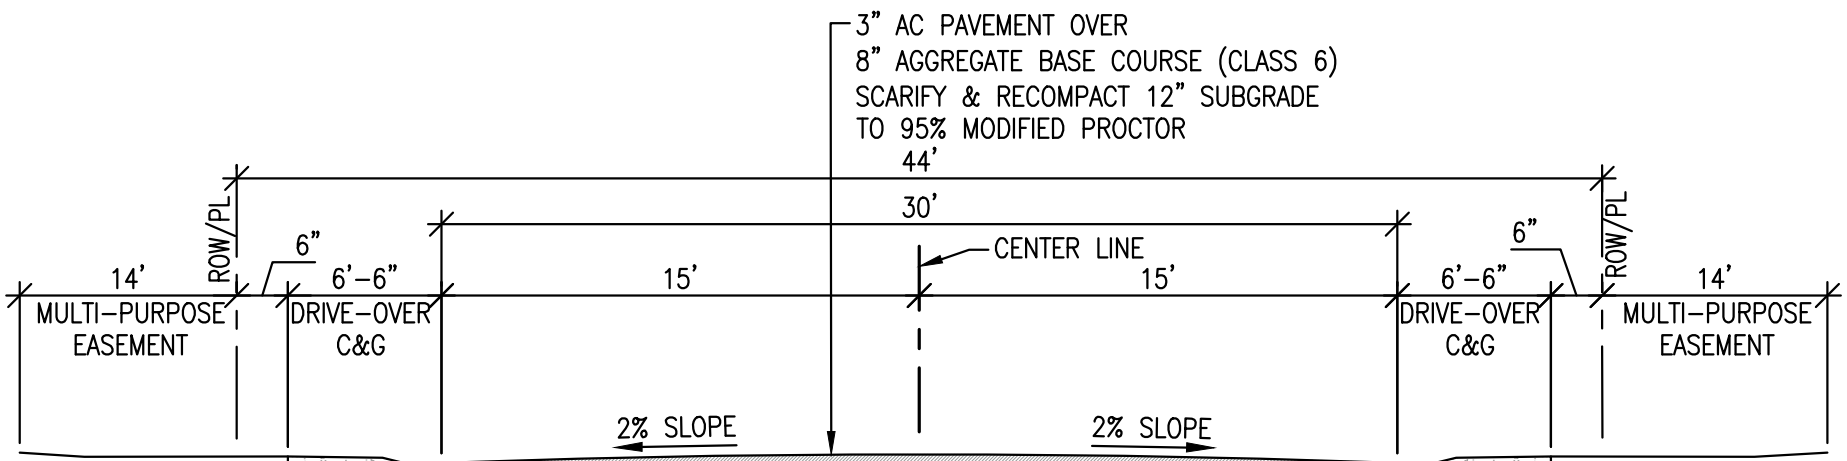 3” AC PAVEMENT OVER
8” AGGREGATE BASE COURSE (CLASS 6)
SCARIFY & RECOMPACT 12” SUBGRADE
TO 95% MODIFIED PROCTOR
44’
30’
ROW/PL
ROW/PL
6”
CENTER LINE
6”
14’
6’-6”
15’
15’
6’-6”
14’
MULTI-PURPOSE
EASEMENT
DRIVE-OVER
C&G
DRIVE-OVER
C&G
MULTI-PURPOSE
EASEMENT
2% SLOPE
2% SLOPE